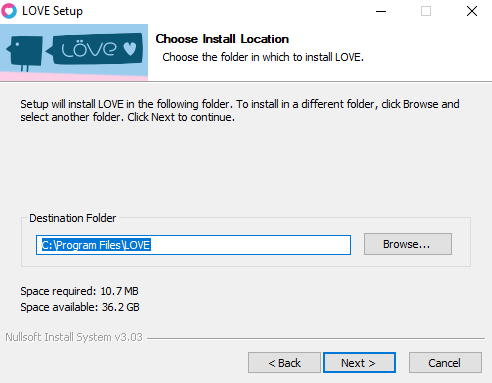 LOVE Setup
LÖVE
Choose Install Location
Choose the folder in which to install LOVE.
Setup will install LOVE in the following folder. To install in a different folder, click Browse and
select another folder. Click Next to continue.
Destination Folder
C:\Program Files\LOVE
Browse...
Space required: 10.7 MB
Space available: 36.2 GB
Nullsoft Install System v3.03
< Back
Next >
Cancel